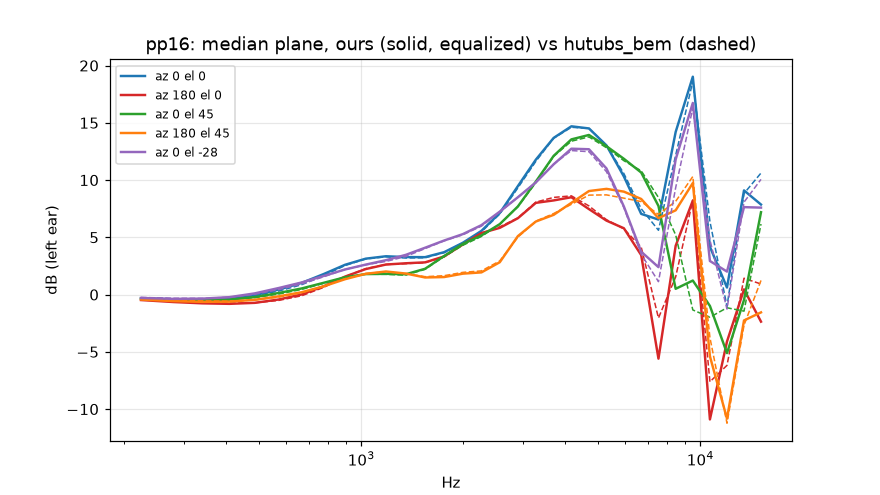 pp16: median plane, ours (solid, equalized) vs hutubs_bem (dashed)
az 0 el 0
az 180 el 0
az 0 el 45
az 180 el 45
az 0 el -28
dB (left ear)
20
15
10
5
0
−5
−10
10³
10⁴
Hz